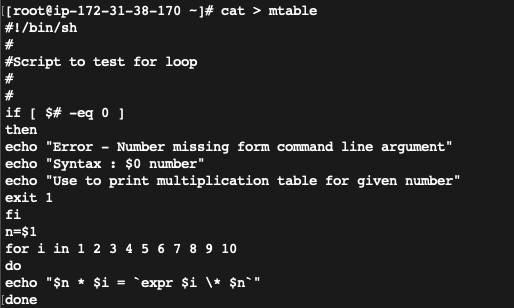 [[root@ip-172-31-38-170 ~]# cat > mtable
#!/bin/sh
#
#Script to test for loop
#
#
if [ $# -eq 0 ]
then
echo "Error - Number missing form command line argument"
echo "Syntax : $0 number"
echo "Use to print multiplication table for given number"
exit 1
fi
n=$1
for i in 1 2 3 4 5 6 7 8 9 10
do
echo "$n * $i = `expr $i \* $n`"
[done